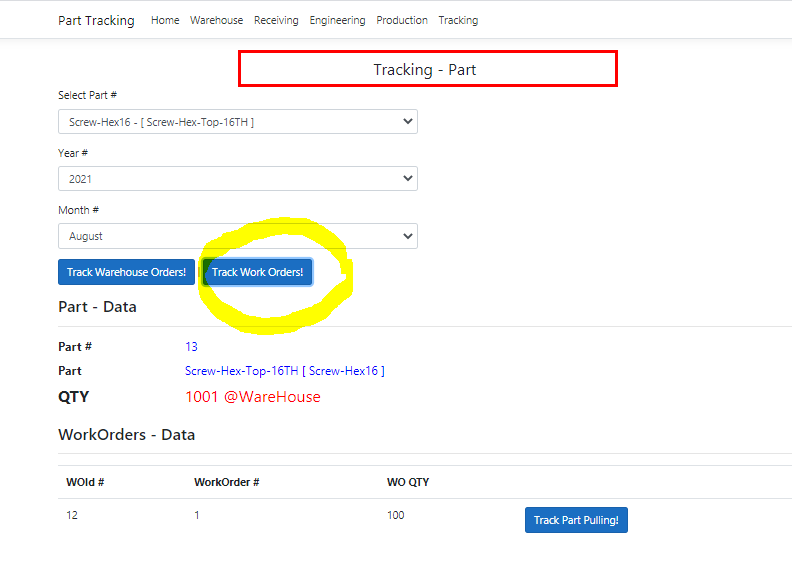 Part Tracking Home Warehouse Receiving Engineering Production Tracking
Tracking - Part
Select Part #
Screw-Hex16 - [ Screw-Hex-Top-16TH ]
Year #
2021
Month #
August
Track Warehouse Orders! Track Work Orders!
Part - Data
Part # 13
Part Screw-Hex-Top-16TH [ Screw-Hex16 ]
QTY 1001 @WareHouse
WorkOrders - Data
WOId # WorkOrder # WO QTY
12 1 100 Track Part Pulling!